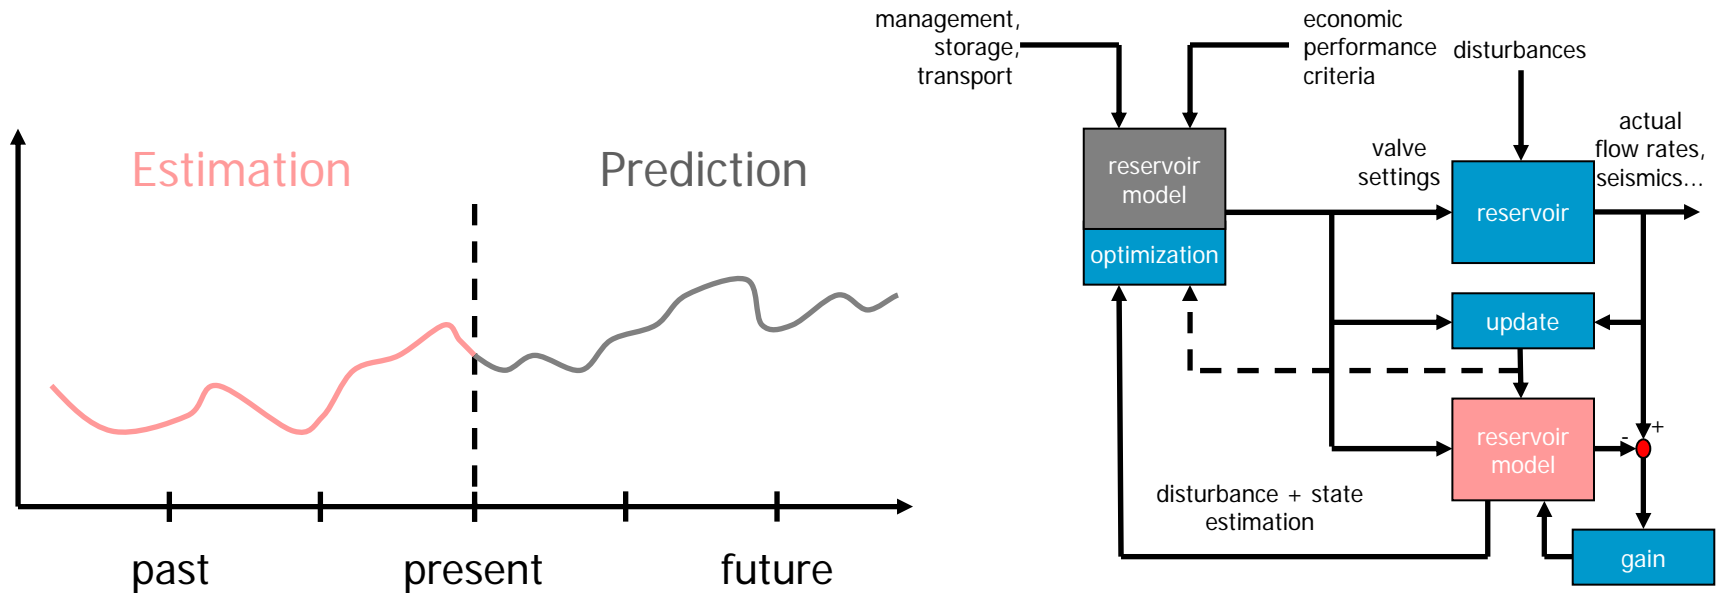 Estimation
Prediction
past
present
future
management,
storage,
transport
economic
performance
criteria
disturbances
reservoir
model
optimization
valve
settings
reservoir
actual
flow rates,
seismics...
update
reservoir
model
-
+
disturbance + state
estimation
gain